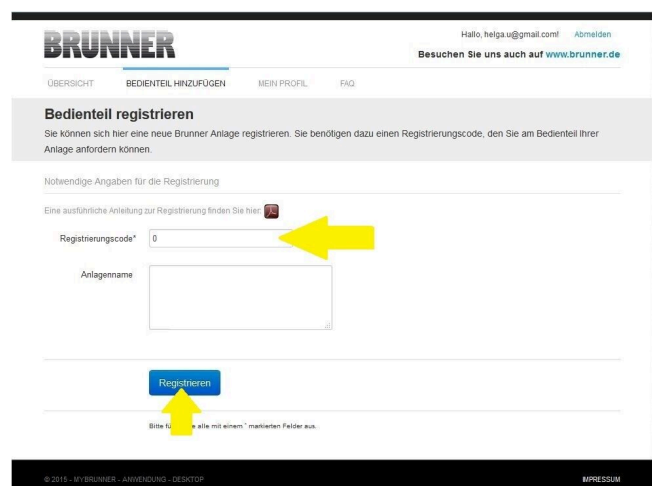 BRUNNER
Hallo, helga.u@gmail.com! Abmelden
Besuchen Sie uns auch auf www.brunner.de
ÜBERSICHT BEDIENTEIL HINZUFÜGEN MEIN PROFIL FAQ
Bedienteil registrieren
Sie können sich hier eine neue Brunner Anlage registrieren. Sie benötigen dazu einen Registrierungscode, den Sie am Bedienteil Ihrer
Anlage anfordern können.
Notwendige Angaben für die Registrierung
Eine ausführliche Anleitung zur Registrierung finden Sie hier:
Registrierungscode* 0
Anlagenname
Registrieren
Bitte alle mit einem * markierten Felder aus.
© 2015 - MYBRUNNER - ANWENDUNG - DESKTOP
IMPRESSUM